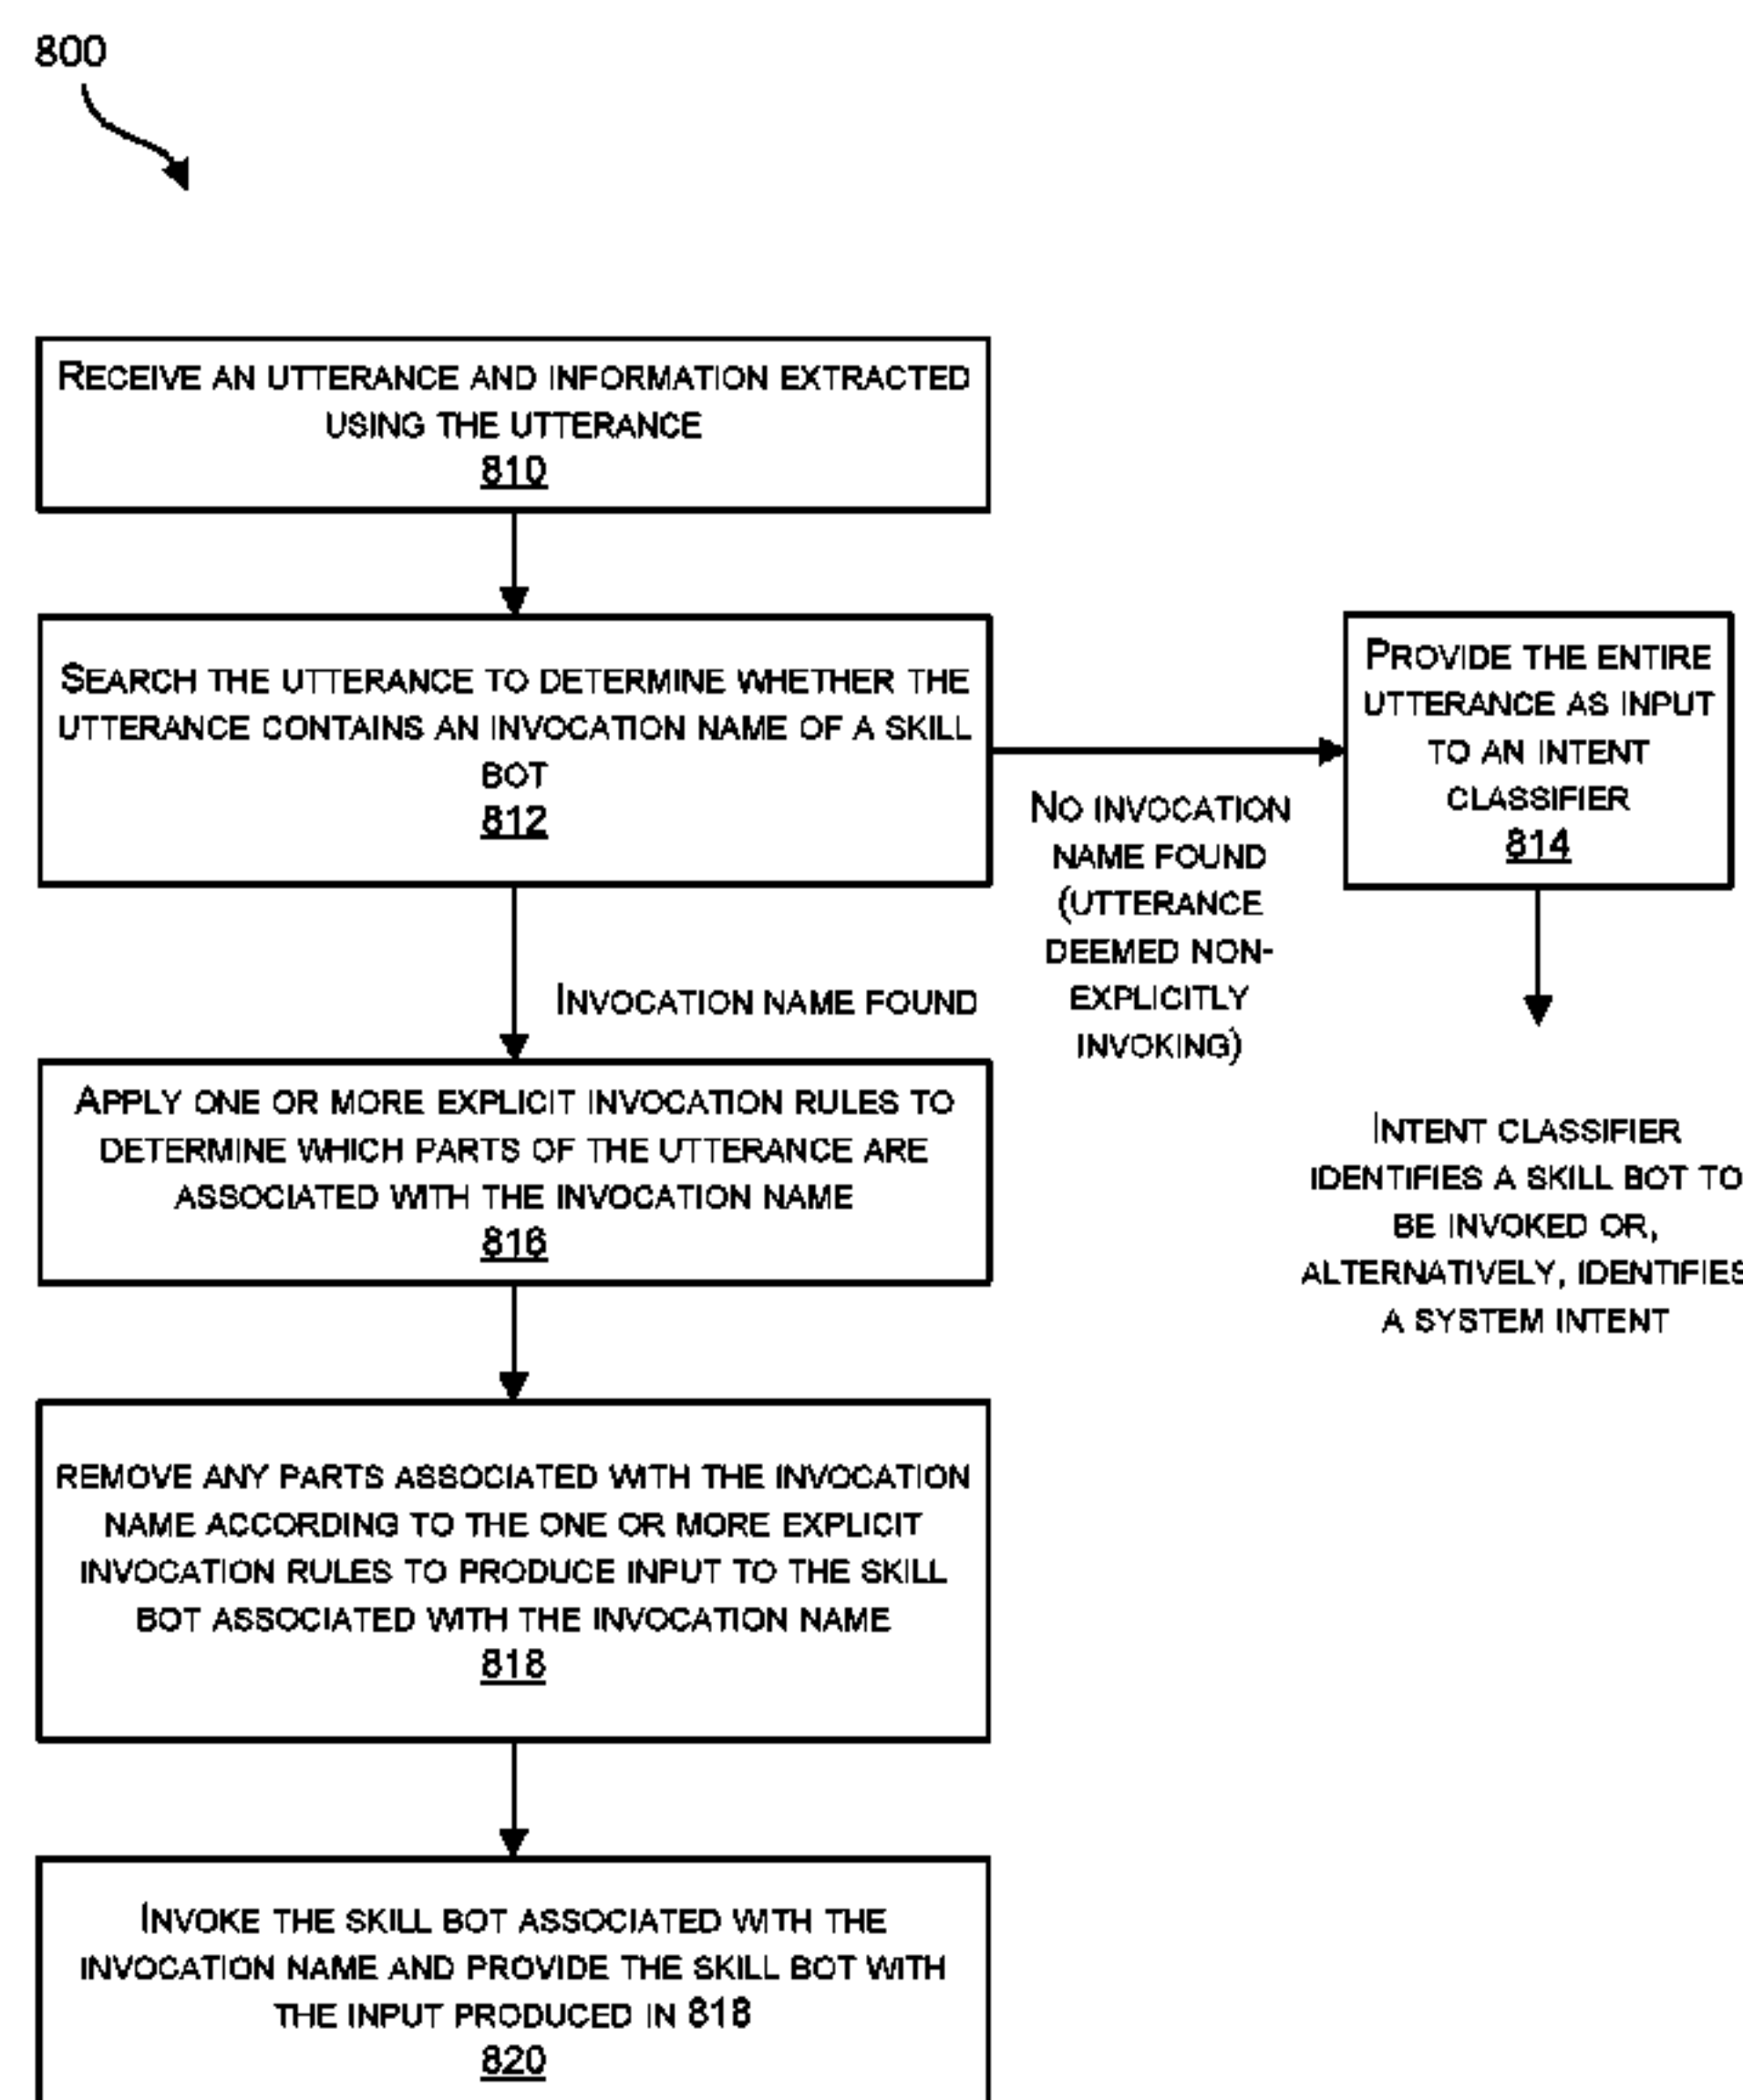 800
RECEIVE AN UTTERANCE AND INFORMATION EXTRACTED
USING THE UTTERANCE
810
SEARCH THE UTTERANCE TO DETERMINE WHETHER THE
UTTERANCE CONTAINS AN INVOCATION NAME OF A SKILL
BOT
812
NO INVOCATION
NAME FOUND
(UTTERANCE
DEEMED NON-
EXPLICITLY
INVOKING)
PROVIDE THE ENTIRE
UTTERANCE AS INPUT
TO AN INTENT
CLASSIFIER
814
INTENT CLASSIFIER
IDENTIFIES A SKILL BOT TO
BE INVOKED OR,
ALTERNATIVELY, IDENTIFIES
A SYSTEM INTENT
INVOCATION NAME FOUND
APPLY ONE OR MORE EXPLICIT INVOCATION RULES TO
DETERMINE WHICH PARTS OF THE UTTERANCE ARE
ASSOCIATED WITH THE INVOCATION NAME
816
REMOVE ANY PARTS ASSOCIATED WITH THE INVOCATION
NAME ACCORDING TO THE ONE OR MORE EXPLICIT
INVOCATION RULES TO PRODUCE INPUT TO THE SKILL
BOT ASSOCIATED WITH THE INVOCATION NAME
818
INVOKE THE SKILL BOT ASSOCIATED WITH THE
INVOCATION NAME AND PROVIDE THE SKILL BOT WITH
THE INPUT PRODUCED IN 818
820